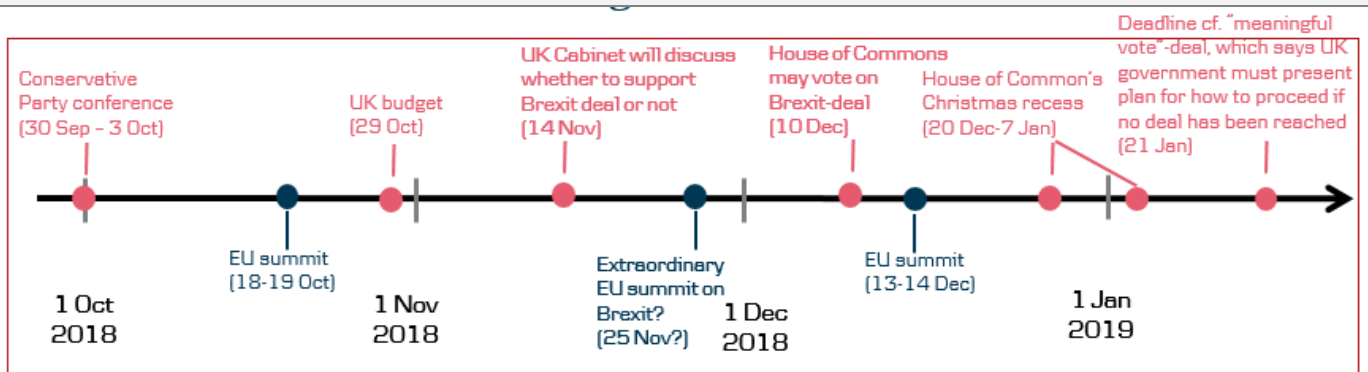 Conservative
Party conference
(30 Sep – 3 Oct)
UK budget
(29 Oct)
UK Cabinet will discuss
whether to support
Brexit deal or not
(14 Nov)
House of Commons
may vote on
Brexit-deal
(10 Dec)
House of Common's
Christmas recess
(20 Dec-7 Jan)
Deadline cf. "meaningful
vote"-deal, which says UK
government must present
plan for how to proceed if
no deal has been reached
(21 Jan)
EU summit
(18-19 Oct)
Extraordinary
EU summit on
Brexit?
(25 Nov?)
EU summit
(13-14 Dec)
1 Oct
2018
1 Nov
2018
1 Dec
2018
1 Jan
2019